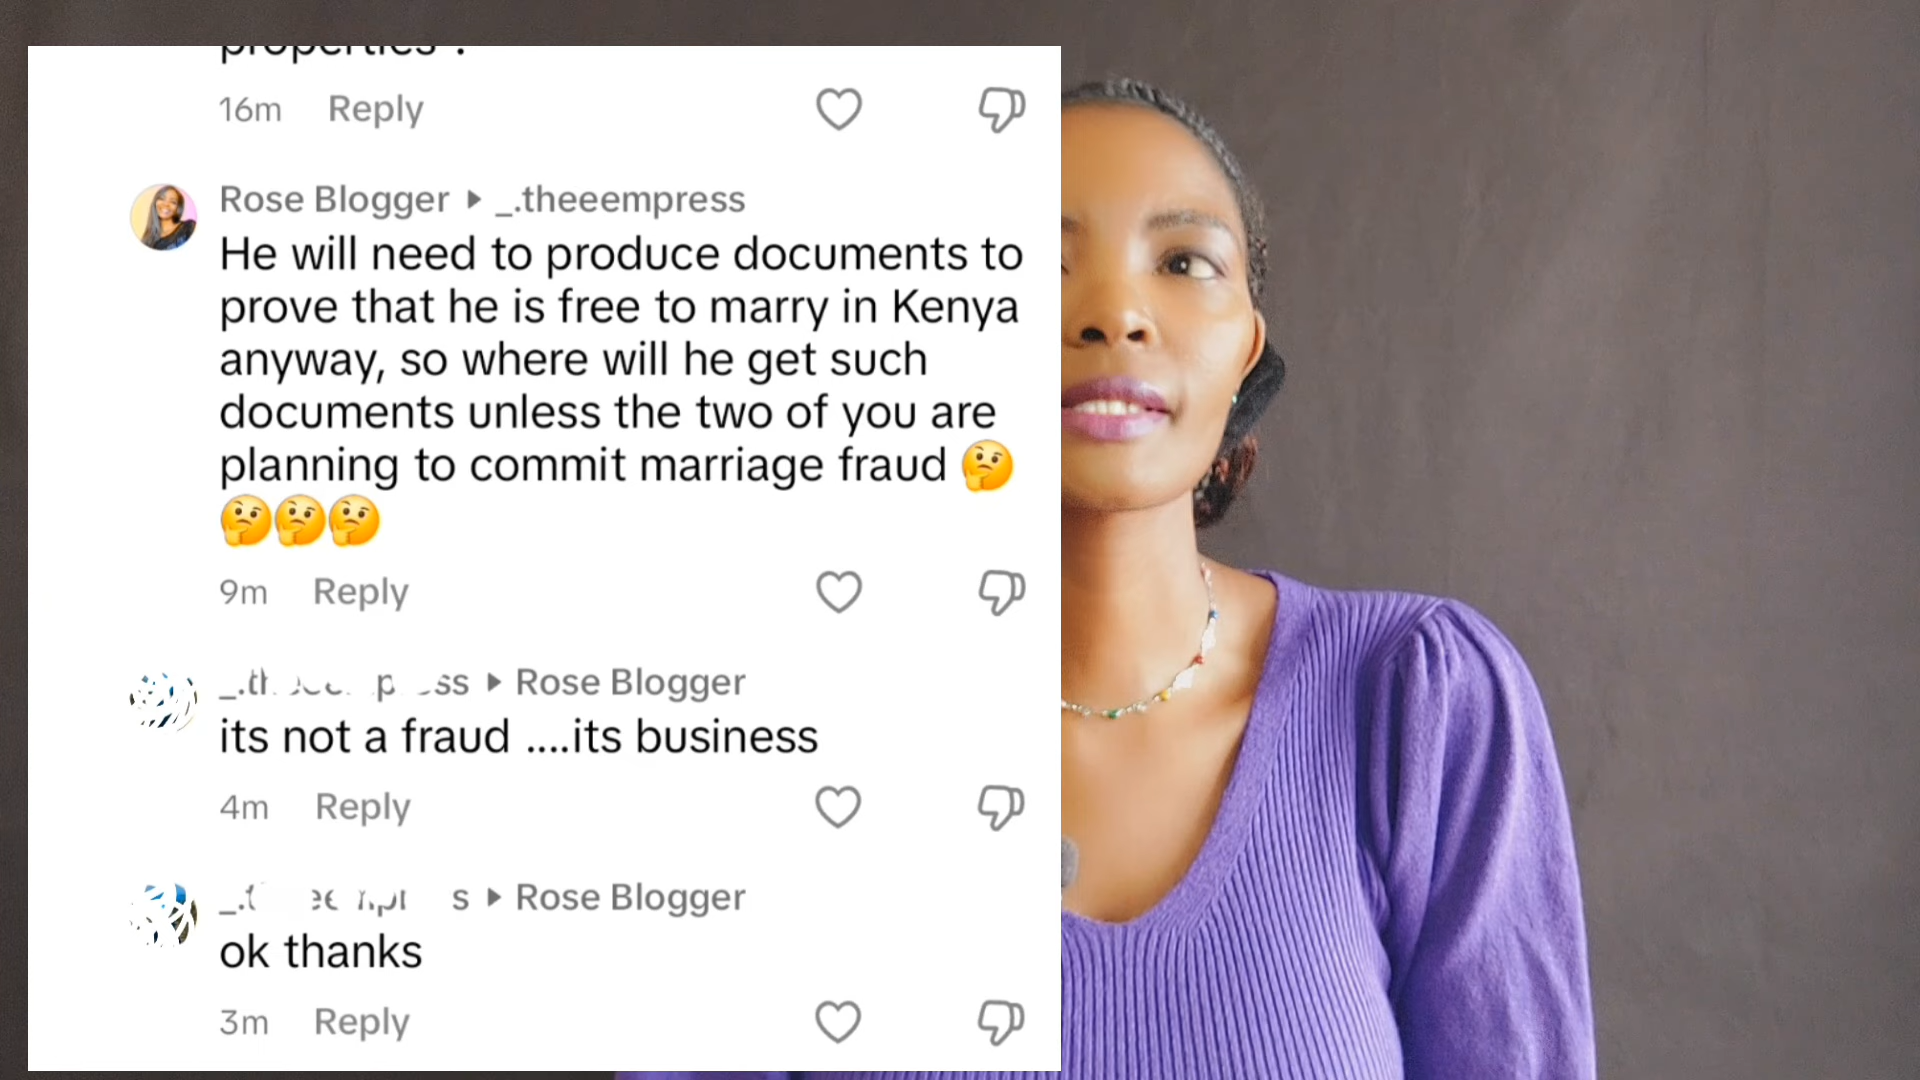 properties".
16m Reply
Rose Blogger ▸ _.theeempress
He will need to produce documents to
prove that he is free to marry in Kenya
anyway, so where will he get such
documents unless the two of you are
planning to commit marriage fraud 🤔
🤔🤔🤔
9m Reply
▸ Rose Blogger
its not a fraud ....its business
4m Reply
▸ Rose Blogger
ok thanks
3m Reply